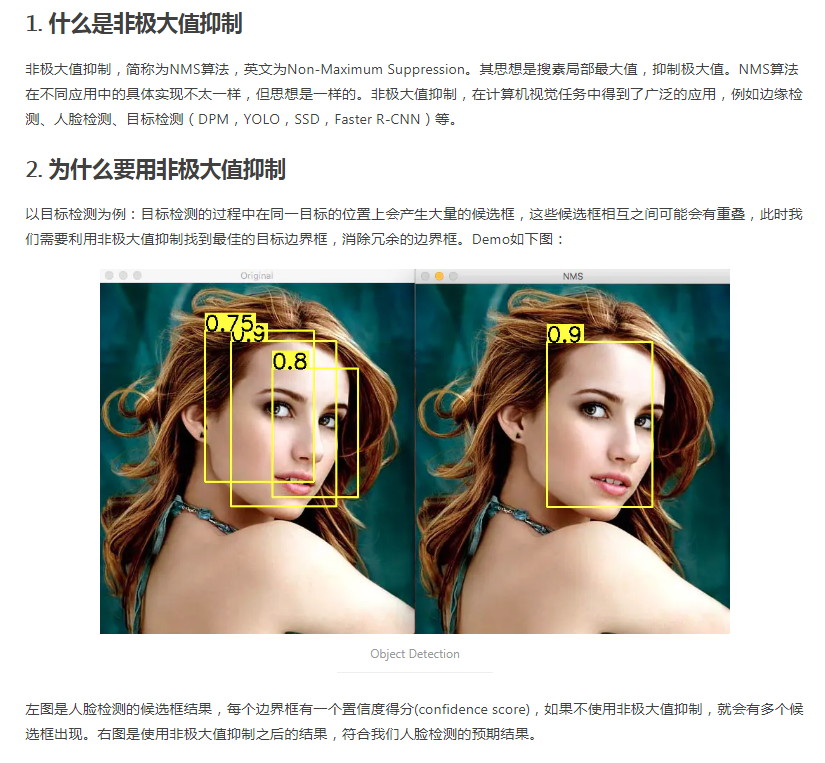 1. 什么是非极大值抑制
非极大值抑制，简称为NMS算法，英文为Non-Maximum Suppression。其思想是搜素局部最大值，抑制极大值。NMS算法
在不同应用中的具体实现不太一样，但思想是一样的。非极大值抑制，在计算机视觉任务中得到了广泛的应用，例如边缘检
测、人脸检测、目标检测（DPM，YOLO，SSD，Faster R-CNN）等。
2. 为什么要用非极大值抑制
以目标检测为例：目标检测的过程中在同一目标的位置上会产生大量的候选框，这些候选框相互之间可能会有重叠，此时我
们需要利用非极大值抑制找到最佳的目标边界框，消除冗余的边界框。Demo如下图：
Original
NMS
0.75
0.9
0.8
0.9
Object Detection
左图是人脸检测的候选框结果，每个边界框有一个置信度得分(confidence score)，如果不使用非极大值抑制，就会有多个候
选框出现。右图是使用非极大值抑制之后的结果，符合我们人脸检测的预期结果。